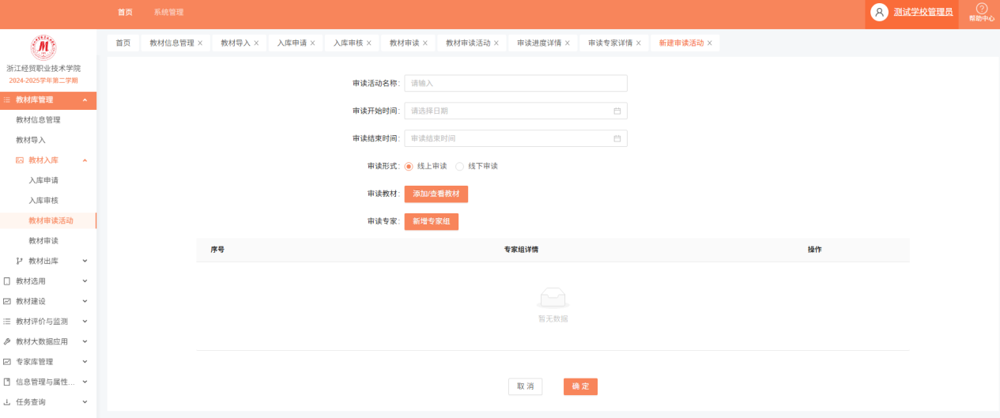 首页 系统管理 测试学校管理员 帮助中心
首页 教材信息管理 教材导入 入库申请 入库审核 教材审读 教材审读活动 审读进度详情 审读专家详情 新建审读活动
浙江经贸职业技术学院
2024-2025学年第二学期
教材库管理
教材信息管理
教材导入
教材入库
入库申请
入库审核
教材审读活动
教材审读
教材出库
教材选用
教材建设
教材评价与监测
教材大数据应用
专家库管理
信息管理与属性...
任务查询
审读活动名称: 请输入
审读开始时间: 请选择日期
审读结束时间: 审读结束时间
审读形式: 线上审读 线下审读
审读教材: 添加/查看教材
审读专家: 新增专家组
序号 专家组详情 操作
暂无数据
取 消 确 定